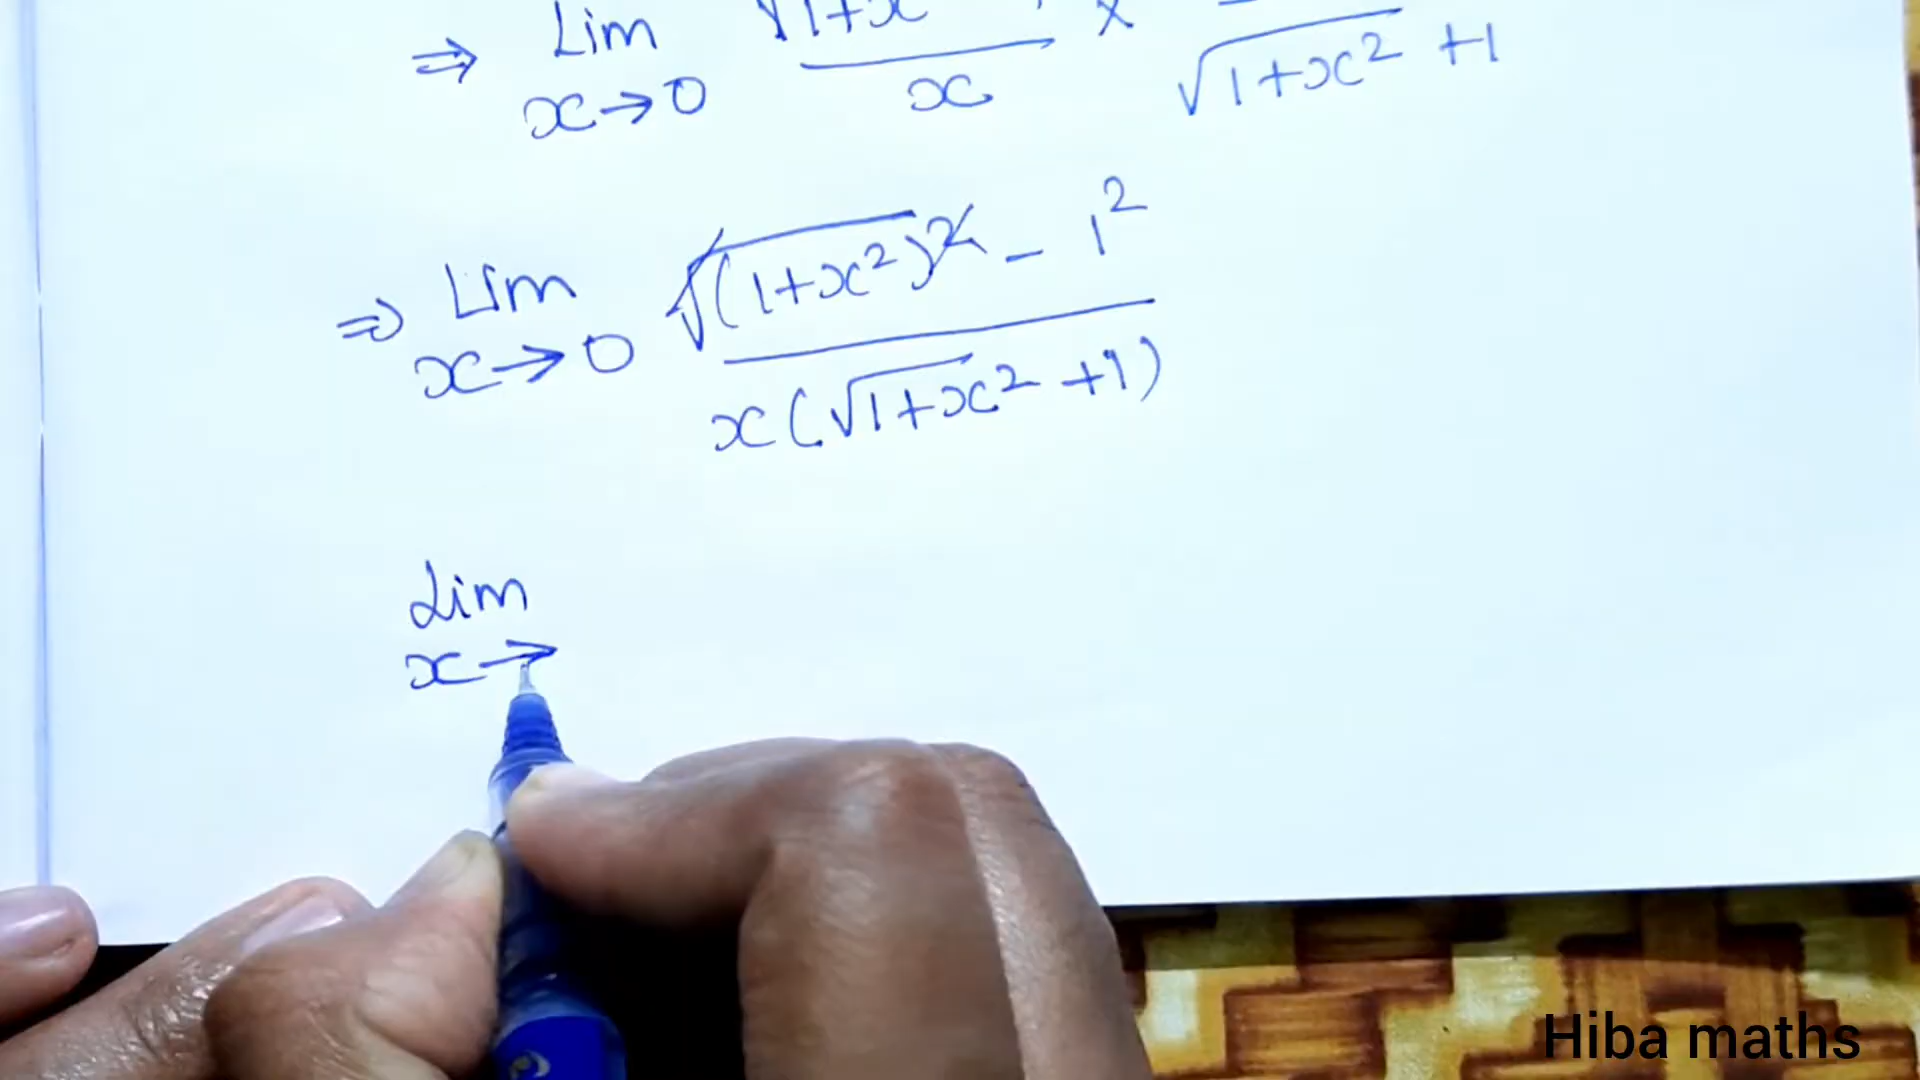 ⇒ Lim √1+x ×
x→0 x √1+x² +1
⇒ Lim √(1+x²)² - 1²
x→0 x(√1+x² +1)
Lim
x→
Hiba maths